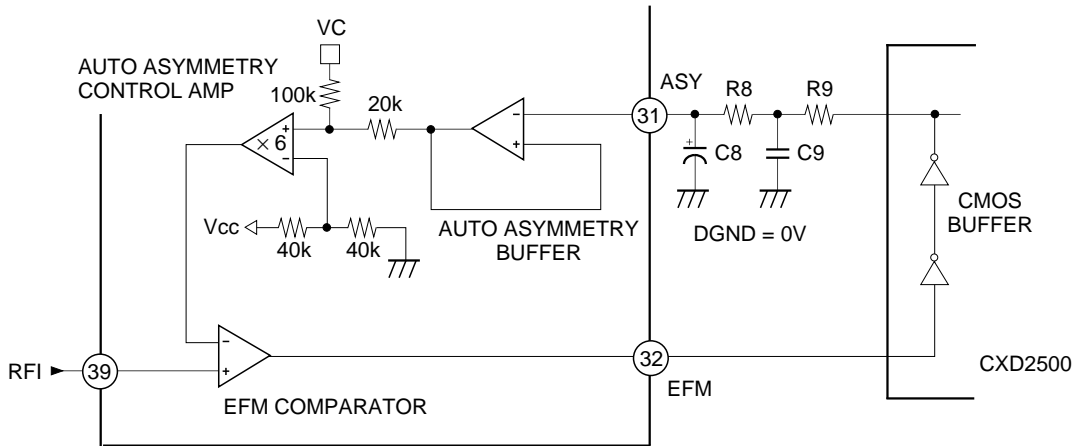 VC
AUTO ASYMMETRY
CONTROL AMP
100k
20k
ASY
R8
R9
31
× 6
+
−
−
+
+
C8
C9
Vcc
40k
40k
AUTO ASYMMETRY
BUFFER
DGND = 0V
CMOS
BUFFER
−
+
RFI
39
32
EFM
CXD2500
EFM COMPARATOR